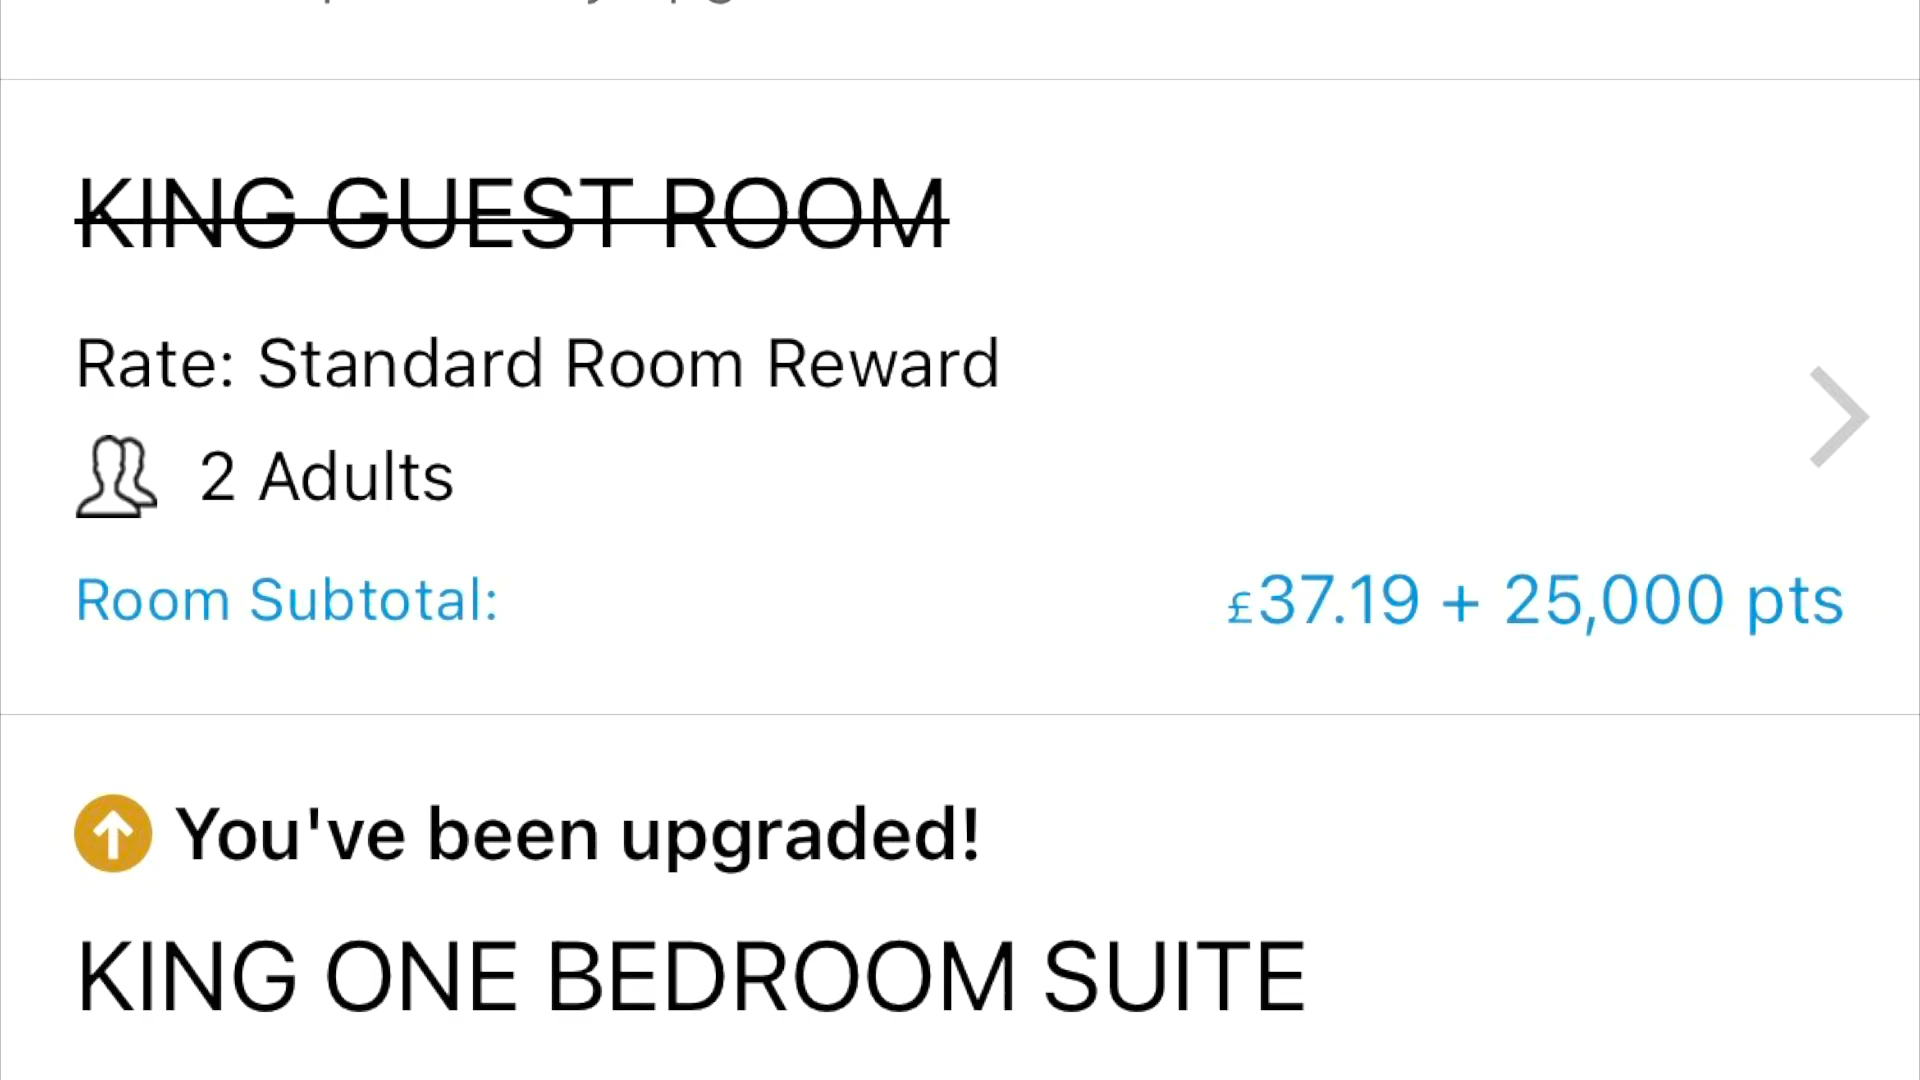 KING GUEST ROOM
Rate: Standard Room Reward
2 Adults
Room Subtotal: £37.19 + 25,000 pts
You've been upgraded!
KING ONE BEDROOM SUITE